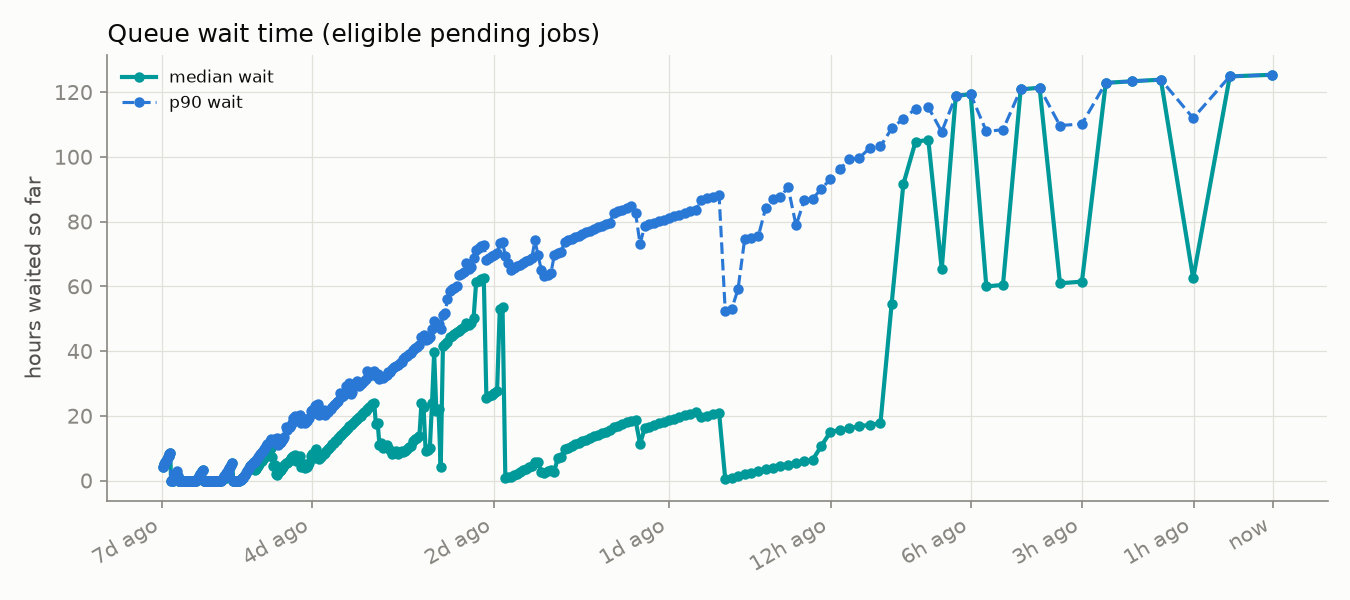 Queue wait time (eligible pending jobs)
median wait
p90 wait
hours waited so far
120
100
80
60
40
20
0
7d ago
4d ago
2d ago
1d ago
12h ago
6h ago
3h ago
1h ago
now